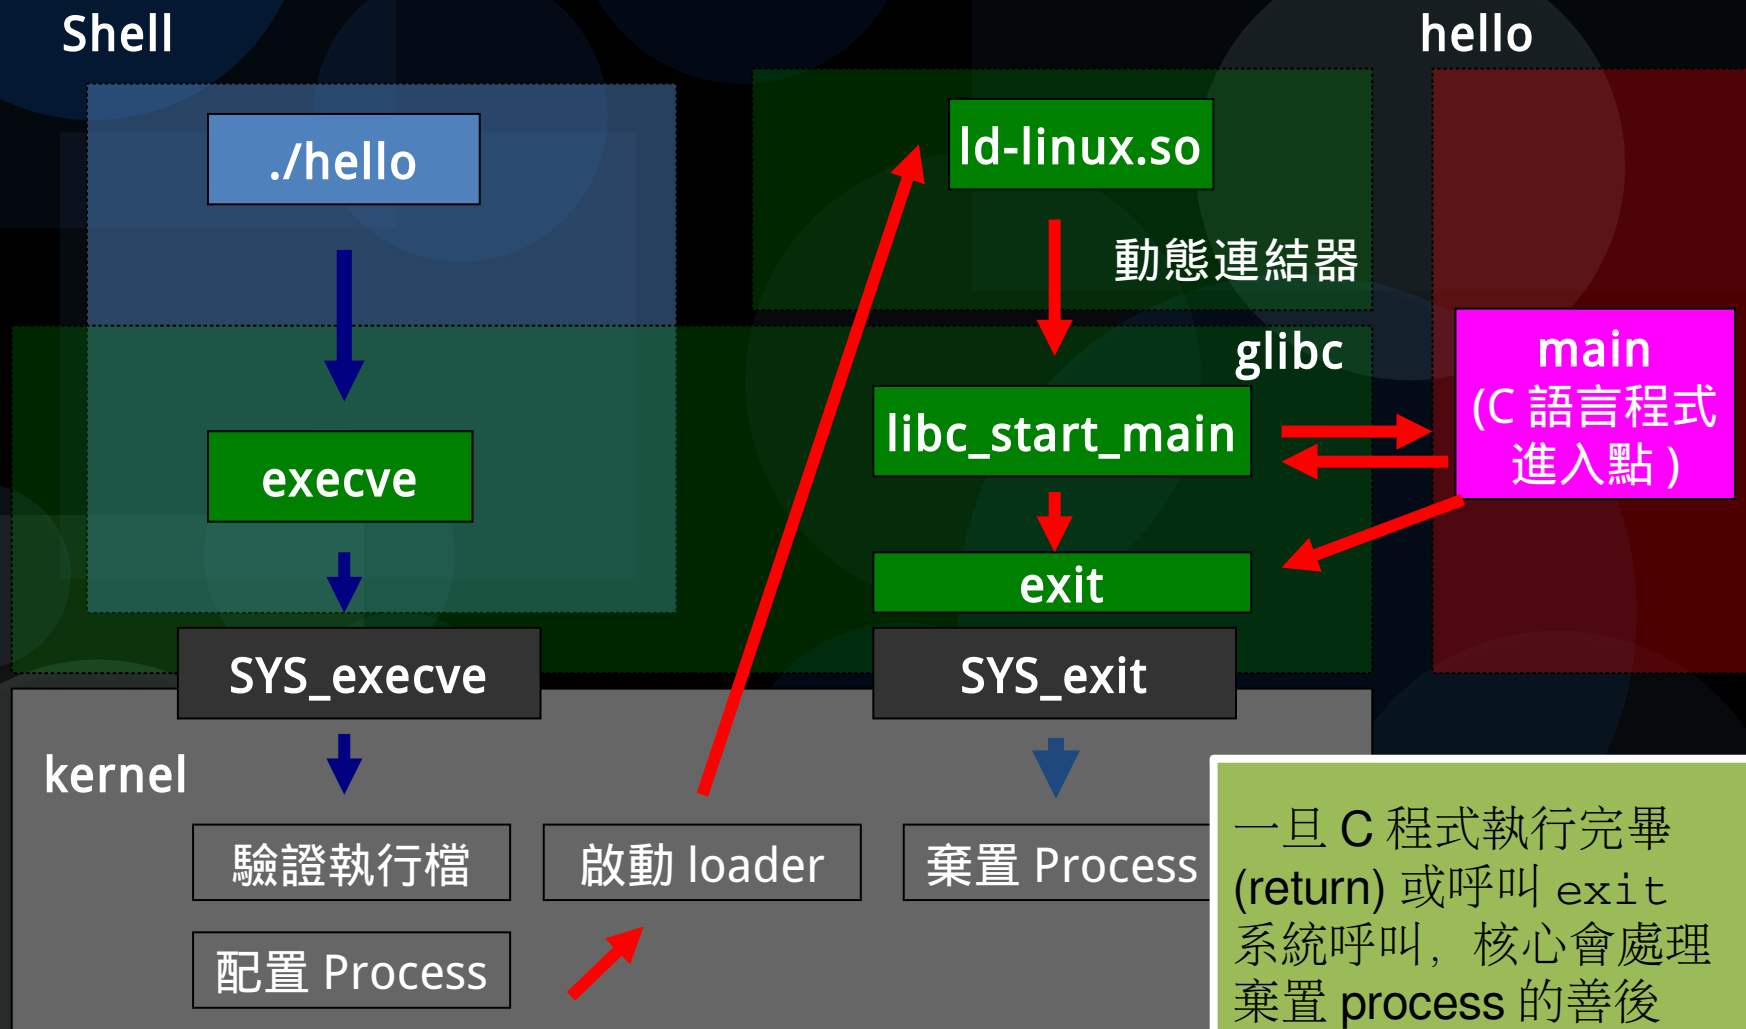 Shell
hello
./hello
ld-linux.so
動態連結器
glibc
main
(C 語言程式
進入點 )
libc_start_main
execve
exit
SYS_execve
SYS_exit
kernel
驗證執行檔
啟動 loader
棄置 Process
配置 Process
一旦 C 程式執行完畢
(return) 或呼叫 exit
系統呼叫，核心會處理
棄置 process 的善後